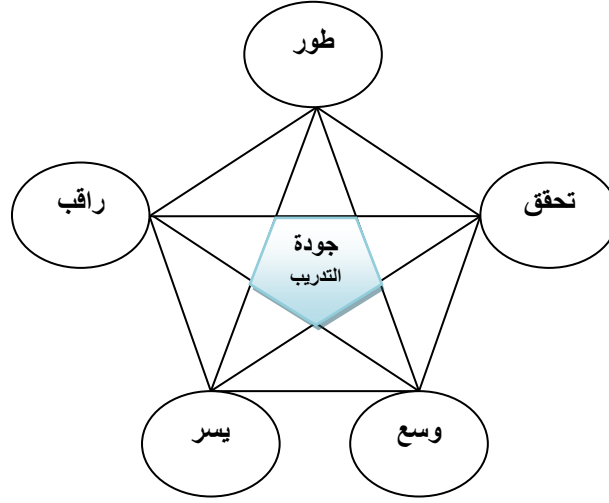 طور
تحقق
راقب
جودة
التدريب
وسع
يسر